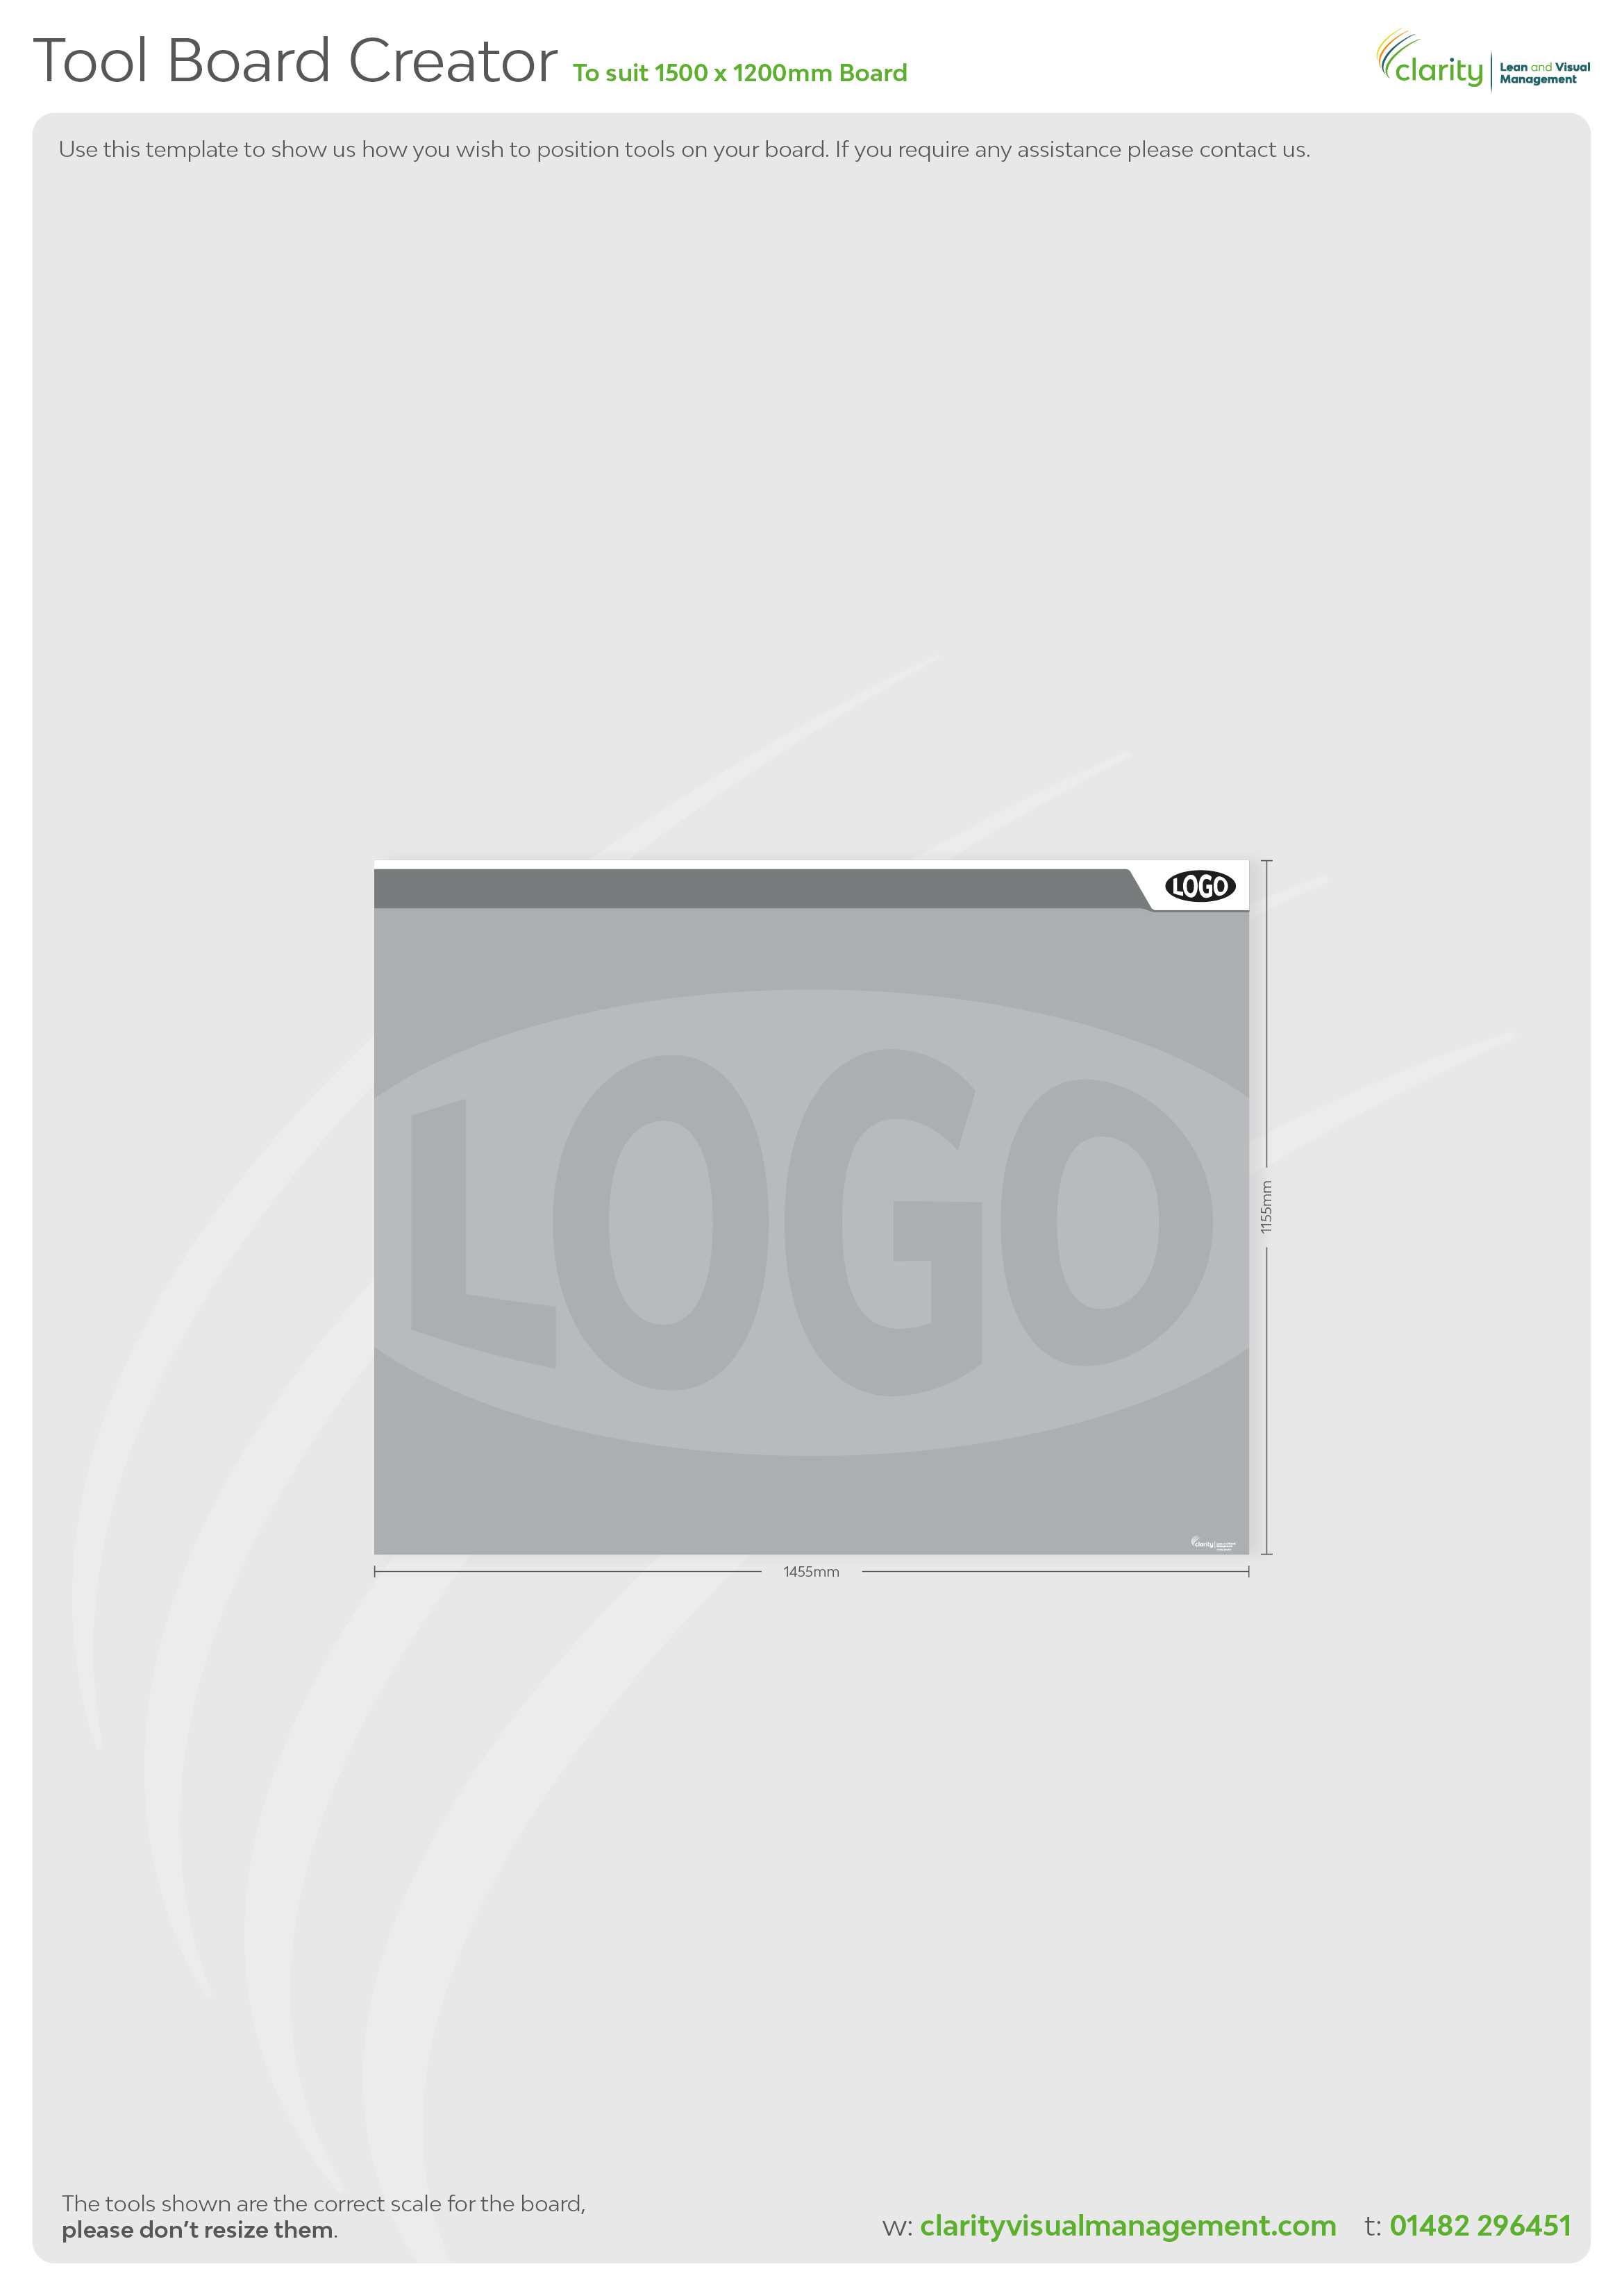 Tool Board Creator To suit 1500 x 1200mm Board
clarity
Lean and Visual
Management
Use this template to show us how you wish to position tools on your board. If you require any assistance please contact us.
LOGO
LOGO
1155mm
clarity
1455mm
The tools shown are the correct scale for the board,
please don’t resize them.
w: clarityvisualmanagement.com t: 01482 296451